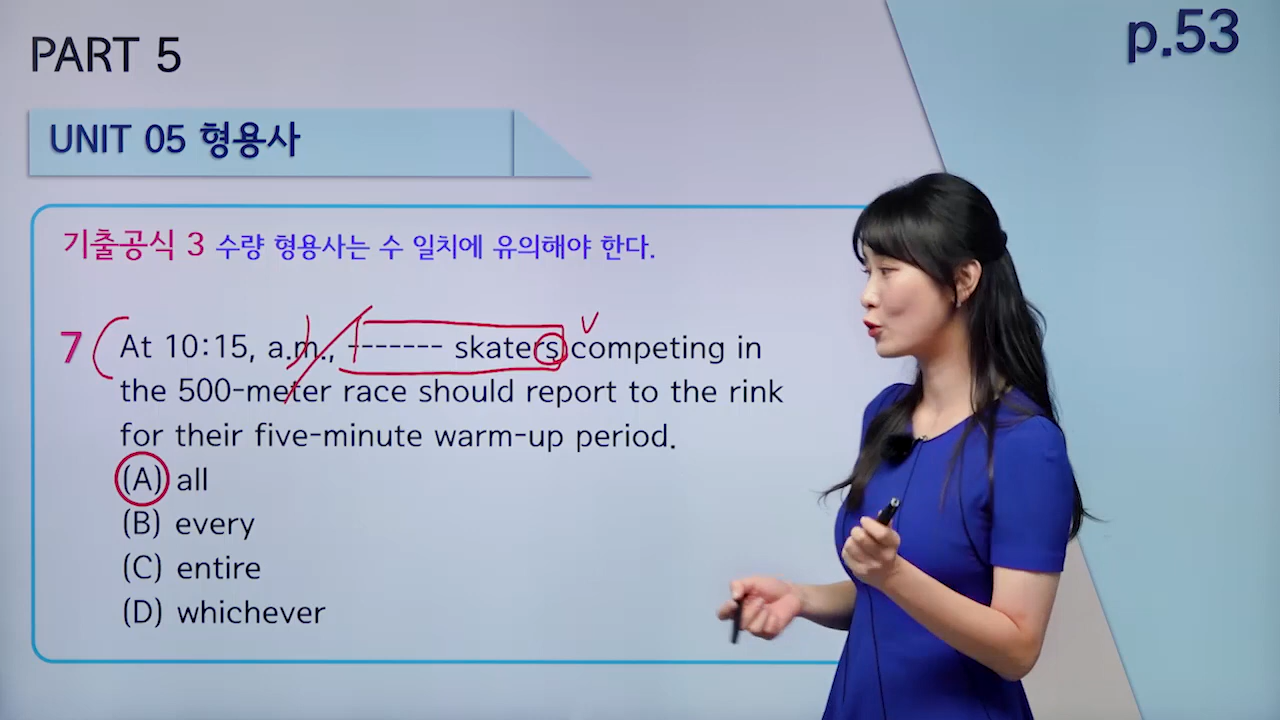 PART 5
p.53
UNIT 05 형용사
기출공식 3 수량 형용사는 수 일치에 유의해야 한다.
7 At 10:15, a.m., ------- skaters competing in
the 500-meter race should report to the rink
for their five-minute warm-up period.
(A) all
(B) every
(C) entire
(D) whichever